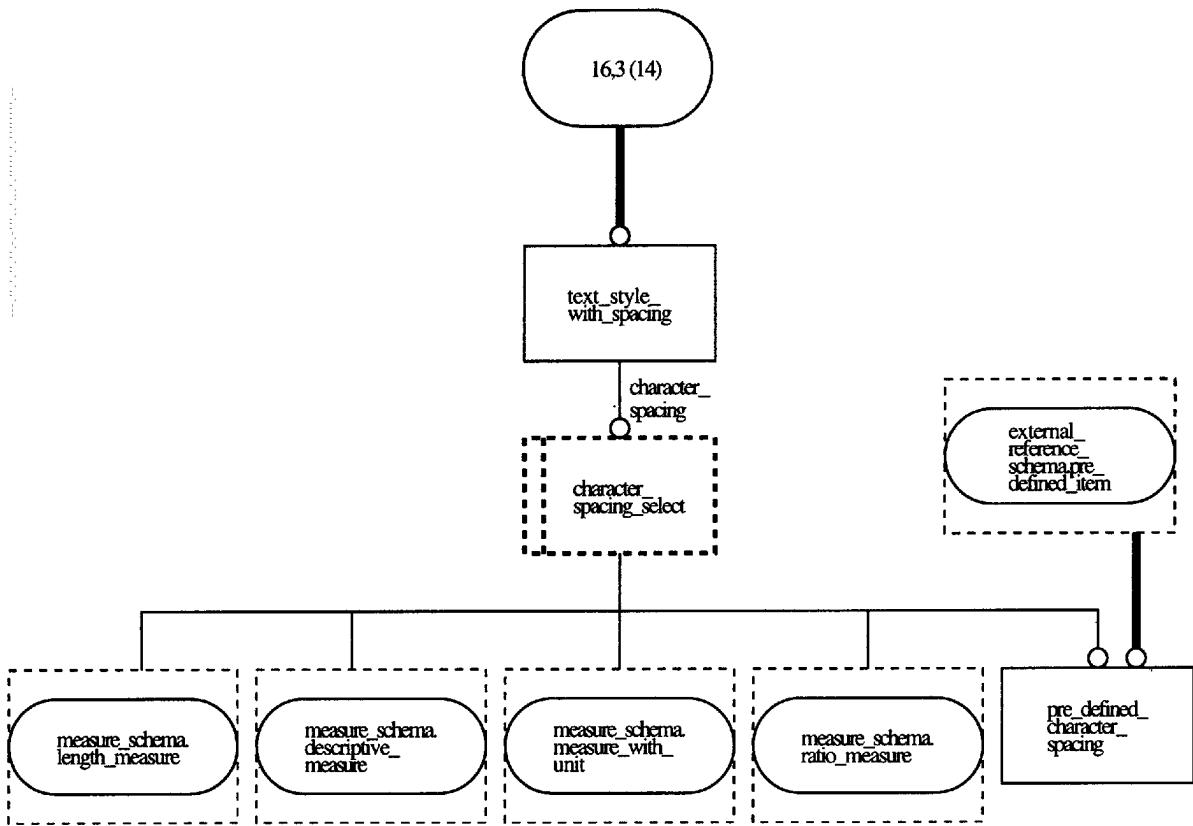 16,3 (14)
text_style_
with_spacing
character_
spacing
external_
reference_
schema.pre_
defined_item
character_
spacing_select
measure_schema.
length_measure
measure_schema.
descriptive_
measure
measure_schema.
measure_with_
unit
measure_schema.
ratio_measure
pre_defined_
character_
spacing